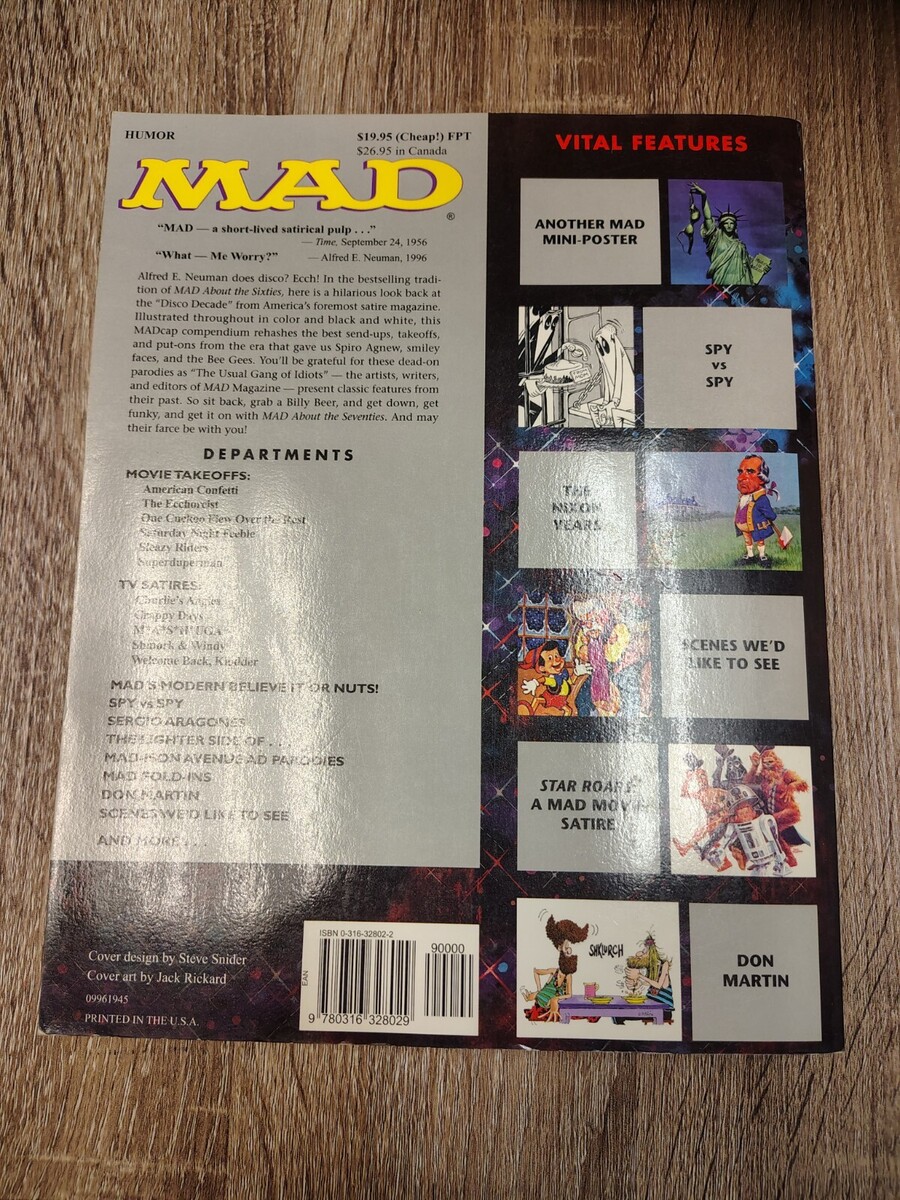 HUMOR
$19.95 (Cheap!) FPT
$26.95 in Canada
MAD®
“MAD — a short-lived satirical pulp . . .”
— Time, September 24, 1956
“What — Me Worry?” — Alfred E. Neuman, 1996
Alfred E. Neuman does disco? Ecch! In the bestselling tradi-
tion of MAD About the Sixties, here is a hilarious look back at
the “Disco Decade” from America’s foremost satire magazine.
Illustrated throughout in color and black and white, this
MADcap compendium rehashes the best send-ups, takeoffs,
and put-ons from the era that gave us Spiro Agnew, smiley
faces, and the Bee Gees. You’ll be grateful for these dead-on
parodies as “The Usual Gang of Idiots” — the artists, writers,
and editors of MAD Magazine — present classic features from
their past. So sit back, grab a Billy Beer, and get down, get
funky, and get it on with MAD About the Seventies. And may
their farce be with you!
DEPARTMENTS
MOVIE TAKEOFFS:
American Confetti
The Ecchorcist
One Cuckoo Flew Over the Rest
Saturday Night Feeble
Sleazy Riders
Superduperman
TV SATIRES:
Charlie's
Crappy Days
M*A*S*H*UGA
Shmork & Windy
Welcome Back, Kodder
MAD'S MODERN BELIEVE IT OR NUTS!
SPY vs SPY
SERGIO ARAGONES
THE LIGHTER SIDE OF . . .
MADISON AVENUE AD PARODIES
MAD FOLD-INS
DON MARTIN
SCENES WE'D LIKE TO SEE
AND MORE . . .
Cover design by Steve Snider
Cover art by Jack Rickard
09961945
PRINTED IN THE U.S.A.
ISBN 0-316-32802-2
90000
EAN
9 780316 328029
VITAL FEATURES
ANOTHER MAD
MINI-POSTER
SPY
VS
SPY
THE
NIXON
YEARS
SCENES WE'D
LIKE TO SEE
STAR ROARS
A MAD MOVIE
SATIRE
SHKLURCH
DON
MARTIN